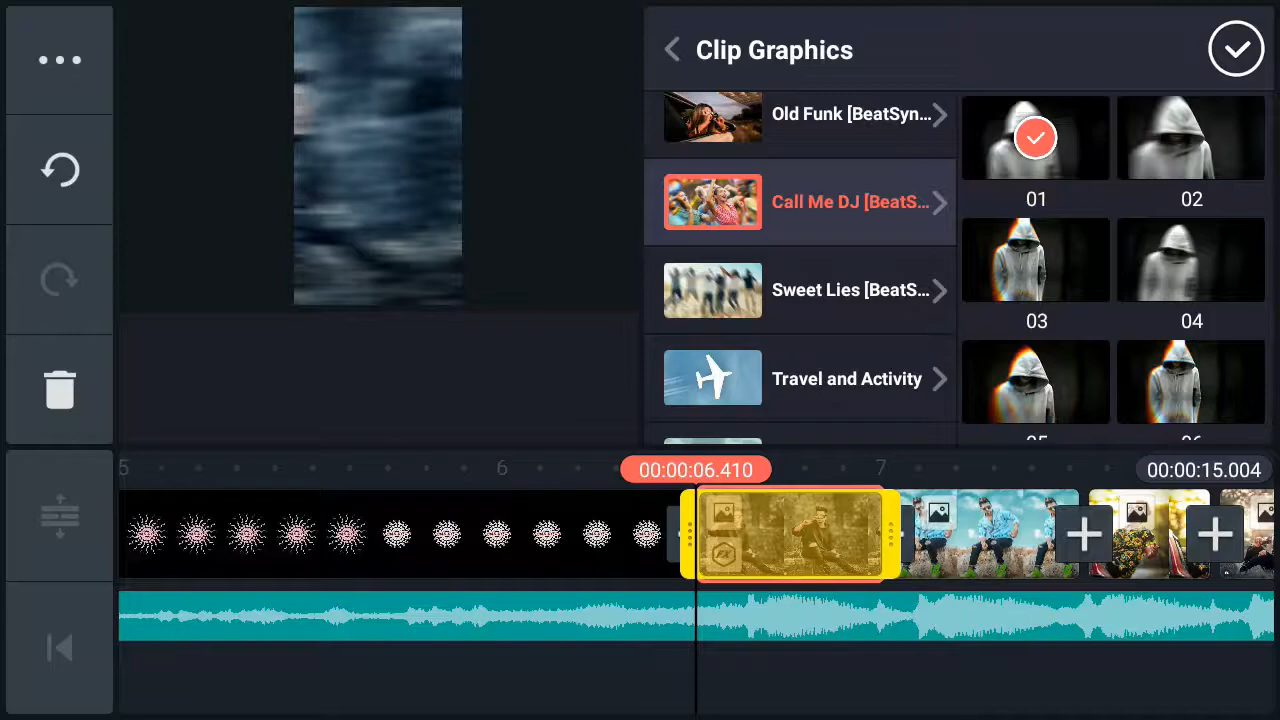 Clip Graphics
Old Funk [BeatSyn...
Call Me DJ [BeatS...
Sweet Lies [BeatS...
Travel and Activity
01
02
03
04
5
6
00:00:06.410
7
00:00:15.004